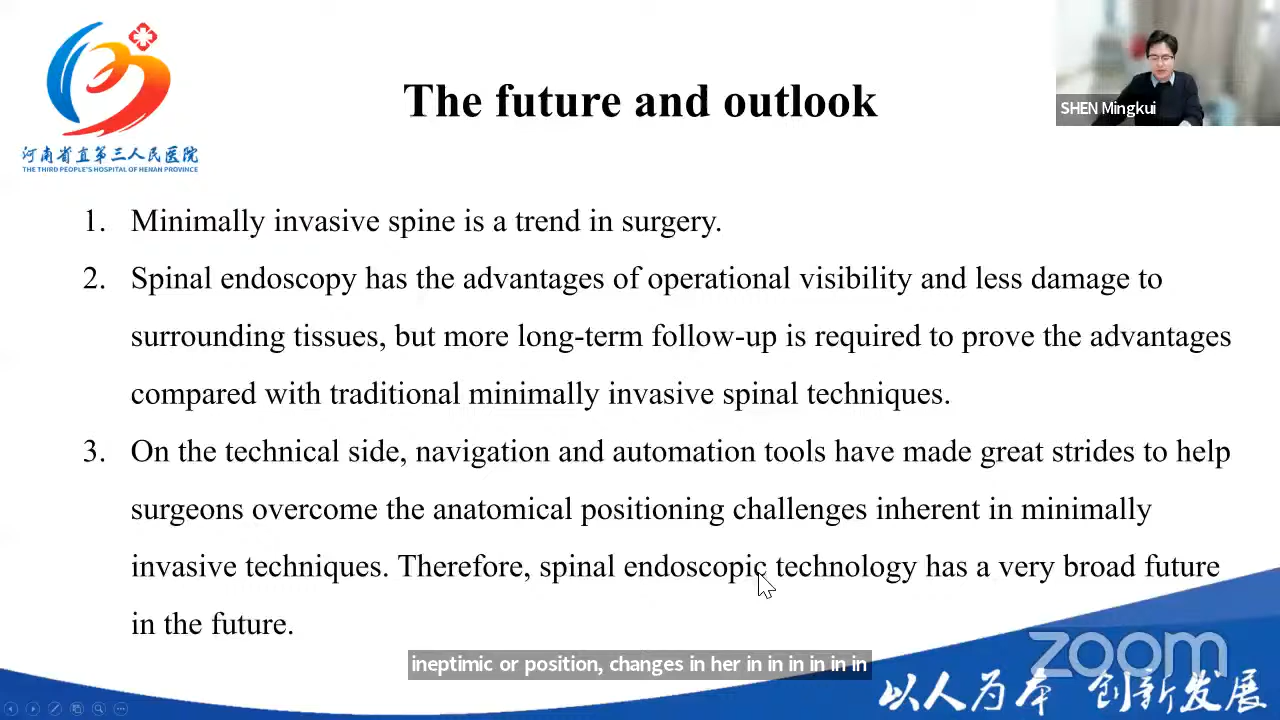 The future and outlook
SHEN Mingkui
河南省直第三人民医院
THE THIRD PEOPLE'S HOSPITAL OF HENAN PROVINCE
1. Minimally invasive spine is a trend in surgery.
2. Spinal endoscopy has the advantages of operational visibility and less damage to
surrounding tissues, but more long-term follow-up is required to prove the advantages
compared with traditional minimally invasive spinal techniques.
3. On the technical side, navigation and automation tools have made great strides to help
surgeons overcome the anatomical positioning challenges inherent in minimally
invasive techniques. Therefore, spinal endoscopic technology has a very broad future
in the future.
ineptimic or position, changes in her in in in in in in
zoom
以人为本 创新发展